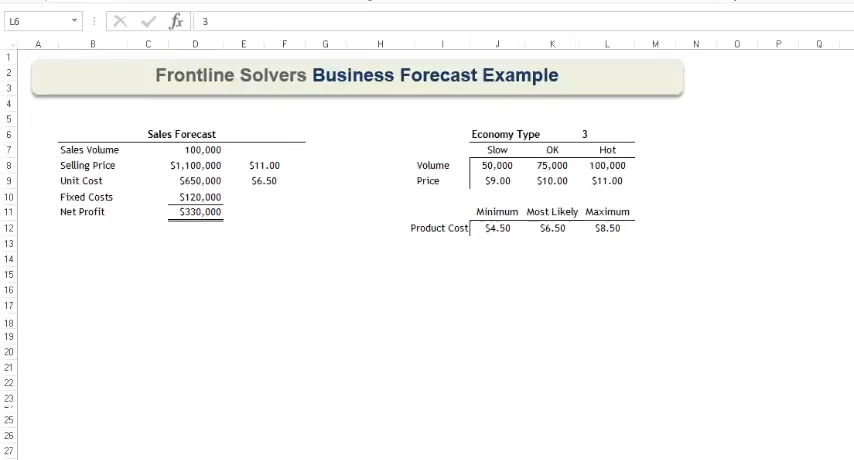 L6 fx 3
A B C D E F G H I J K L M N O P Q
1
2 Frontline Solvers Business Forecast Example
3
4
5
6 Sales Forecast Economy Type 3
7 Sales Volume 100,000 Slow OK Hot
8 Selling Price $1,100,000 $11.00 Volume 50,000 75,000 100,000
9 Unit Cost $650,000 $6.50 Price $9.00 $10.00 $11.00
10 Fixed Costs $120,000
11 Net Profit $330,000 Minimum Most Likely Maximum
12 Product Cost $4.50 $6.50 $8.50
13
14
15
16
17
18
19
20
21
22
23
25
26
27